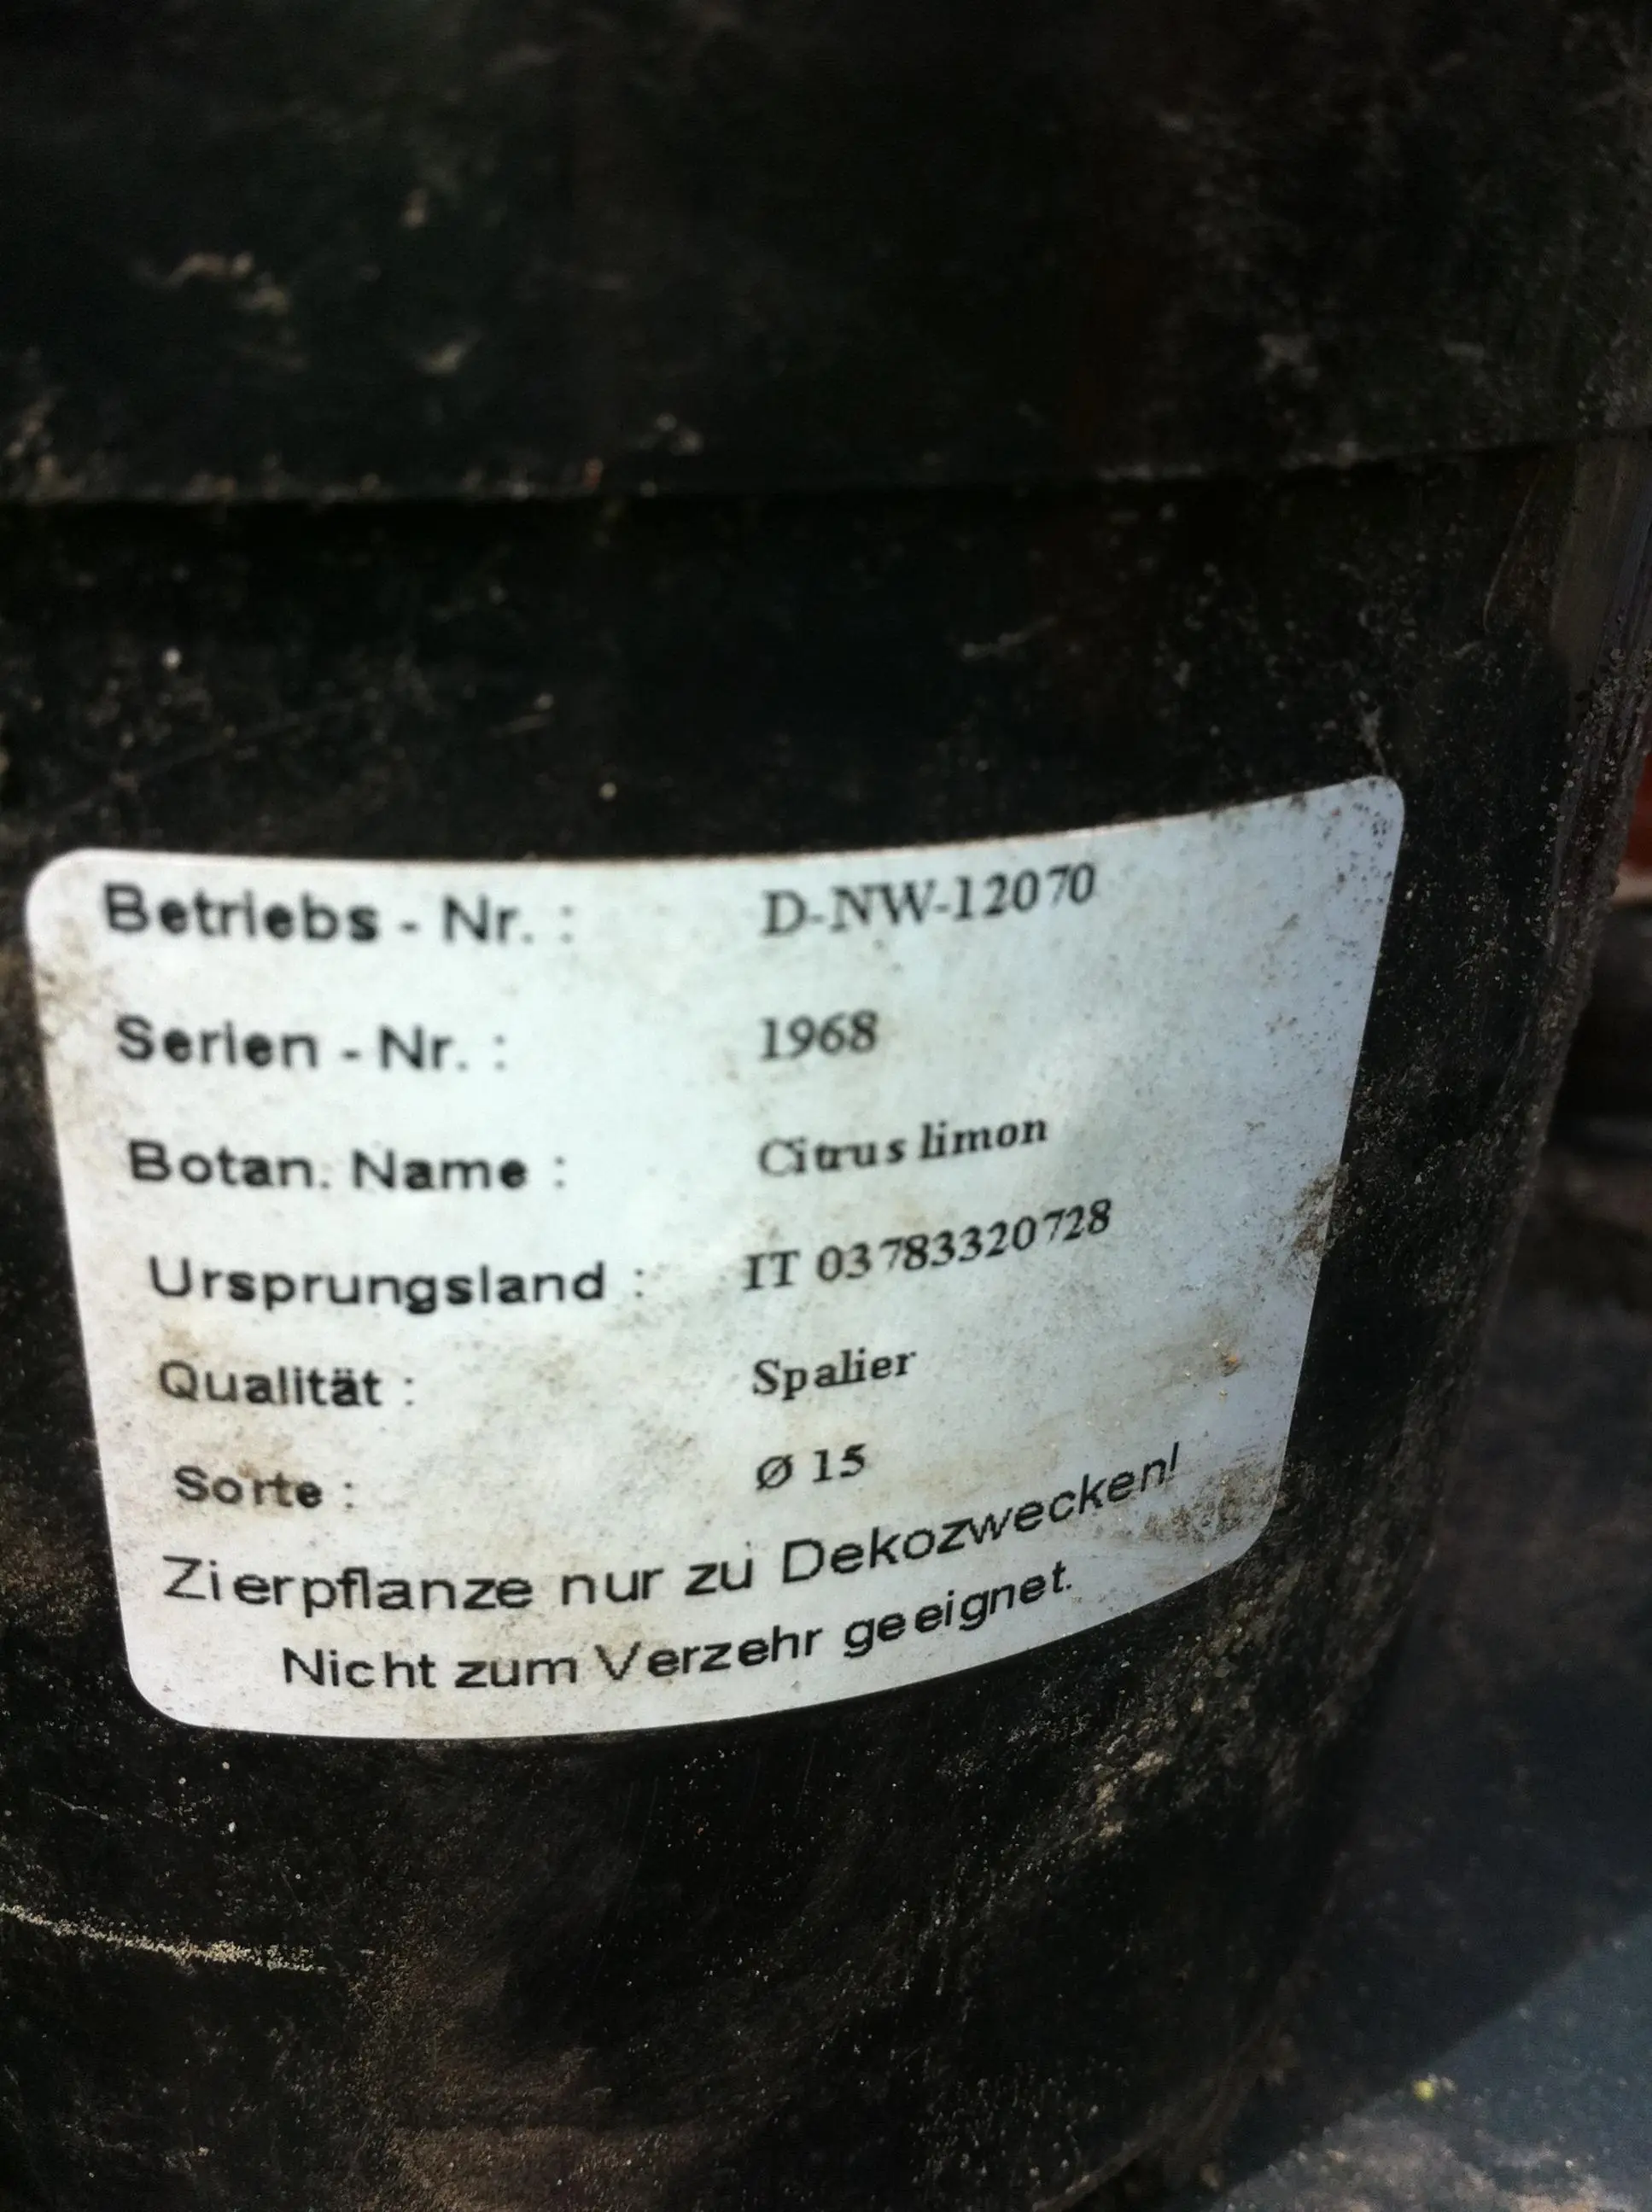 Betriebs - Nr. : D-NW-12070
Serien - Nr. : 1968
Botan. Name : Citrus limon
Ursprungsland : IT 03783320728
Qualität : Spalier
Sorte : Ø 15
Zierpflanze nur zu Dekozwecken!
Nicht zum Verzehr geeignet.